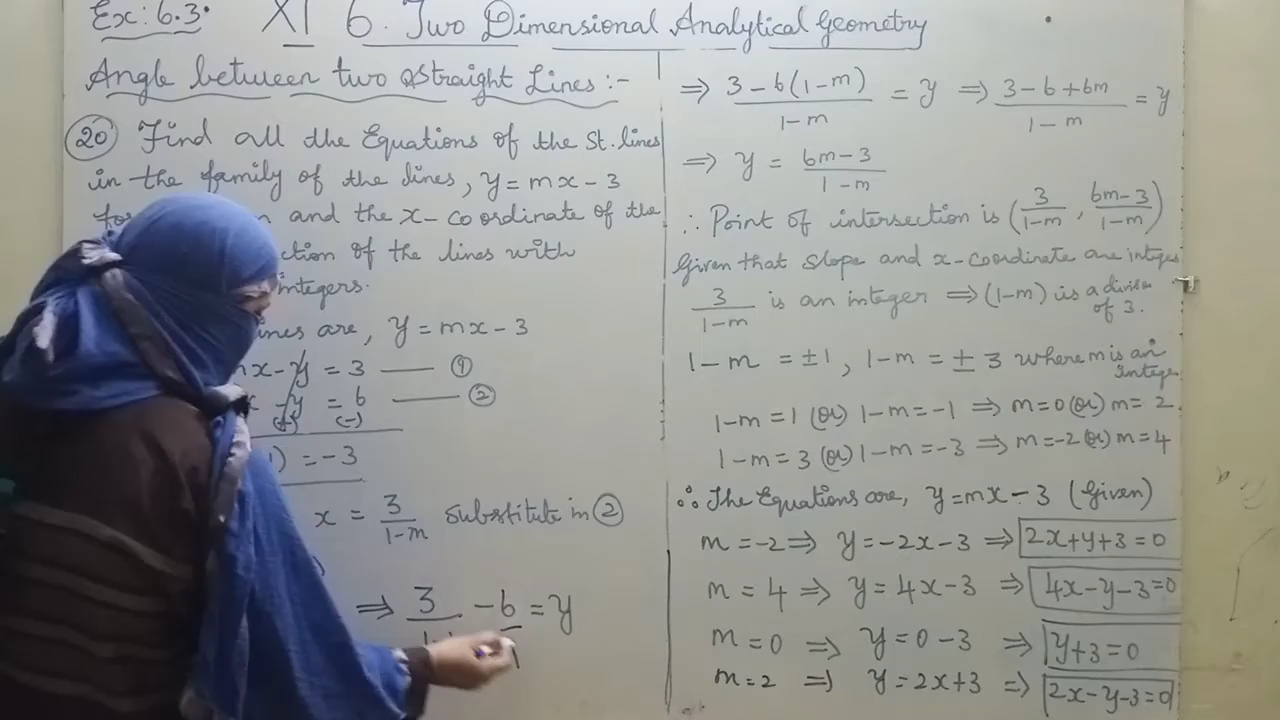 Ex: 6.3 XI 6. Two Dimensional Analytical Geometry
Angle between two Straight Lines :-
20 Find all the Equations of the St. lines
in the family of the lines, y = mx - 3
and the x-coordinate of the
ction of the lines with
integers.
ines are, y = mx - 3
x - y = 3 —— 1
- y = 6 —— 2
(+) (-)
) = -3
x = 3/(1-m) substitute in 2
⇒ 3 - 6 = y
⇒ (3 - 6(1-m))/(1-m) = y ⇒ (3 - 6 + 6m)/(1-m) = y
⇒ y = (6m-3)/(1-m)
∴ Point of intersection is (3/(1-m), (6m-3)/(1-m))
Given that slope and x-coordinate are integers
3/(1-m) is an integer ⇒ (1-m) is a divisor of 3.
1-m = ±1, 1-m = ±3 where m is an Integer
1-m = 1 (or) 1-m = -1 ⇒ m = 0 (or) m = 2
1-m = 3 (or) 1-m = -3 ⇒ m = -2 (or) m = 4
∴ The Equations are, y = mx - 3 (Given)
m = -2 ⇒ y = -2x - 3 ⇒ 2x + y + 3 = 0
m = 4 ⇒ y = 4x - 3 ⇒ 4x - y - 3 = 0
m = 0 ⇒ y = 0 - 3 ⇒ y + 3 = 0
m = 2 ⇒ y = 2x + 3 ⇒ 2x - y - 3 = 0